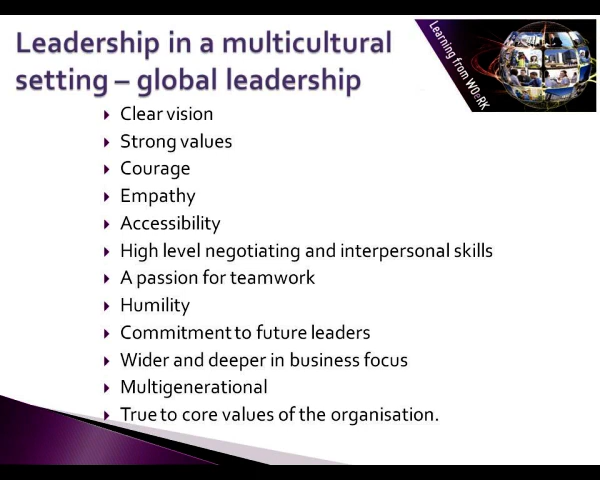 Leadership in a multicultural
setting – global leadership
Learning from WOeRK
Clear vision
Strong values
Courage
Empathy
Accessibility
High level negotiating and interpersonal skills
A passion for teamwork
Humility
Commitment to future leaders
Wider and deeper in business focus
Multigenerational
True to core values of the organisation.